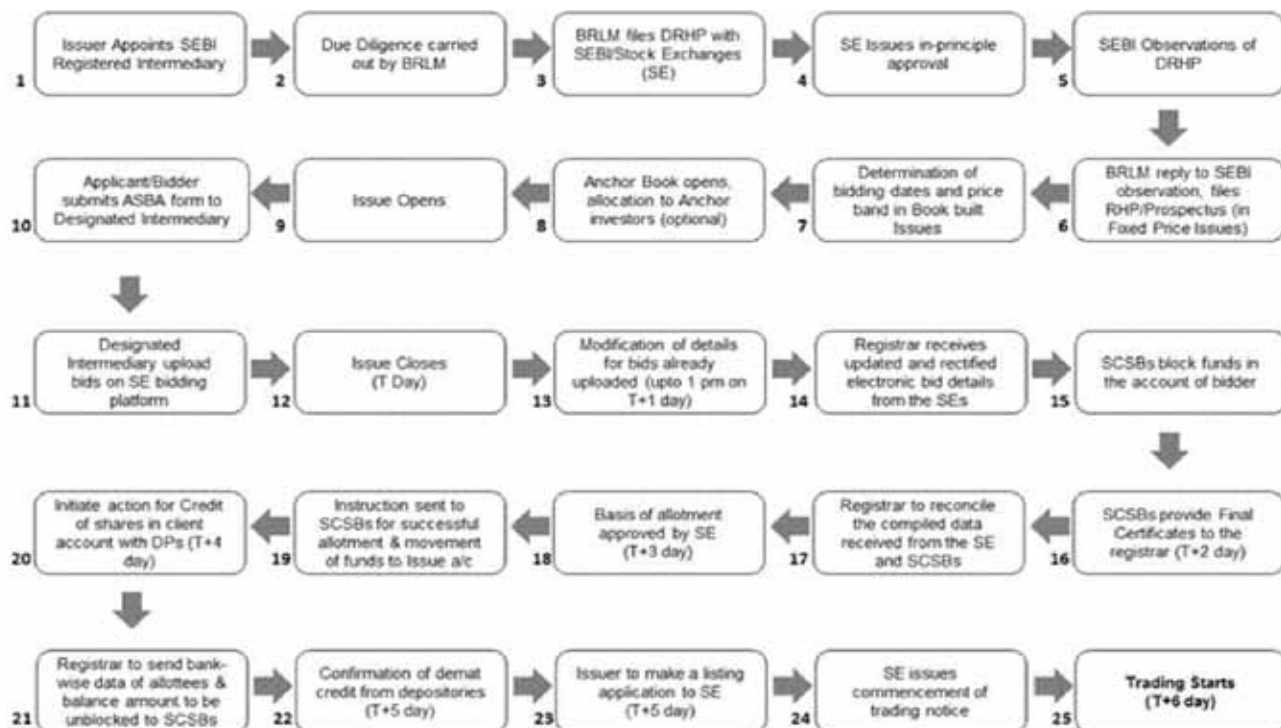 Issuer Appoints SEBI
Registered Intermediary
1
Due Diligence carried
out by BRLM
2
BRLM files DRHP with
SEBI/Stock Exchanges
(SE)
3
SE Issues in-principle
approval
4
SEBI Observations of
DRHP
5
BRLM reply to SEBI
observation, files
RHP/Prospectus (in
Fixed Price Issues)
6
Determination of
bidding dates and price
band in Book built
Issues
7
Anchor Book opens,
allocation to Anchor
investors (optional)
8
Issue Opens
9
Applicant/Bidder
submits ASBA form to
Designated Intermediary
10
Designated
Intermediary upload
bids on SE bidding
platform
11
Issue Closes
(T Day)
12
Modification of details
for bids already
uploaded (upto 1 pm on
T+1 day)
13
Registrar receives
updated and rectified
electronic bid details
from the SEs
14
SCSBs block funds in
the account of bidder
15
SCSBs provide Final
Certificates to the
registrar (T+2 day)
16
Registrar to reconcile
the compiled data
received from the SE
and SCSBs
17
Basis of allotment
approved by SE
(T+3 day)
18
Instruction sent to
SCSBs for successful
allotment & movement
of funds to Issue a/c
19
Initiate action for Credit
of shares in client
account with DPs (T+4
day)
20
Registrar to send bank-
wise data of allottees &
balance amount to be
unblocked to SCSBs
21
Confirmation of demat
credit from depositories
(T+5 day)
22
Issuer to make a listing
application to SE
(T+5 day)
23
SE issues
commencement of
trading notice
24
Trading Starts
(T+6 day)
25